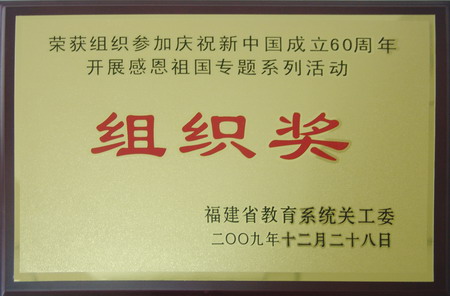 荣获组织参加庆祝新中国成立60周年
开展感恩祖国专题系列活动
组织奖
福建省教育系统关工委
二〇〇九年十二月二十八日